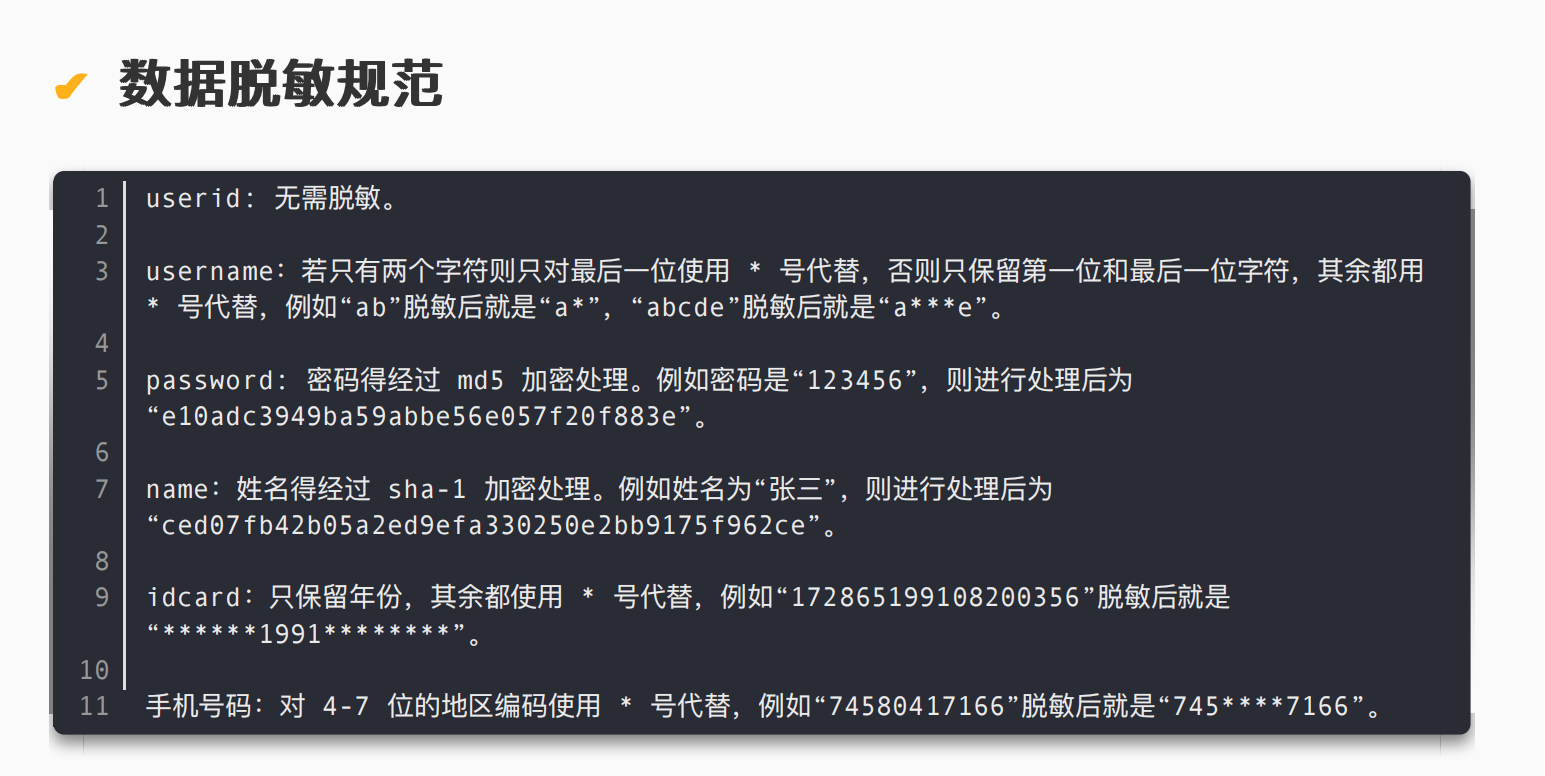 ✔ 数据脱敏规范
1 userid: 无需脱敏。
2
3 username：若只有两个字符则只对最后一位使用 * 号代替，否则只保留第一位和最后一位字符，其余都用
* 号代替，例如“ab”脱敏后就是“a*”，“abcde”脱敏后就是“a***e”。
4
5 password: 密码得经过 md5 加密处理。例如密码是“123456”，则进行处理后为
“e10adc3949ba59abbe56e057f20f883e”。
6
7 name：姓名得经过 sha-1 加密处理。例如姓名为“张三”，则进行处理后为
“ced07fb42b05a2ed9efa330250e2bb9175f962ce”。
8
9 idcard：只保留年份，其余都使用 * 号代替，例如“172865199108200356”脱敏后就是
“******1991********”。
10
11 手机号码：对 4-7 位的地区编码使用 * 号代替，例如“74580417166”脱敏后就是“745****7166”。